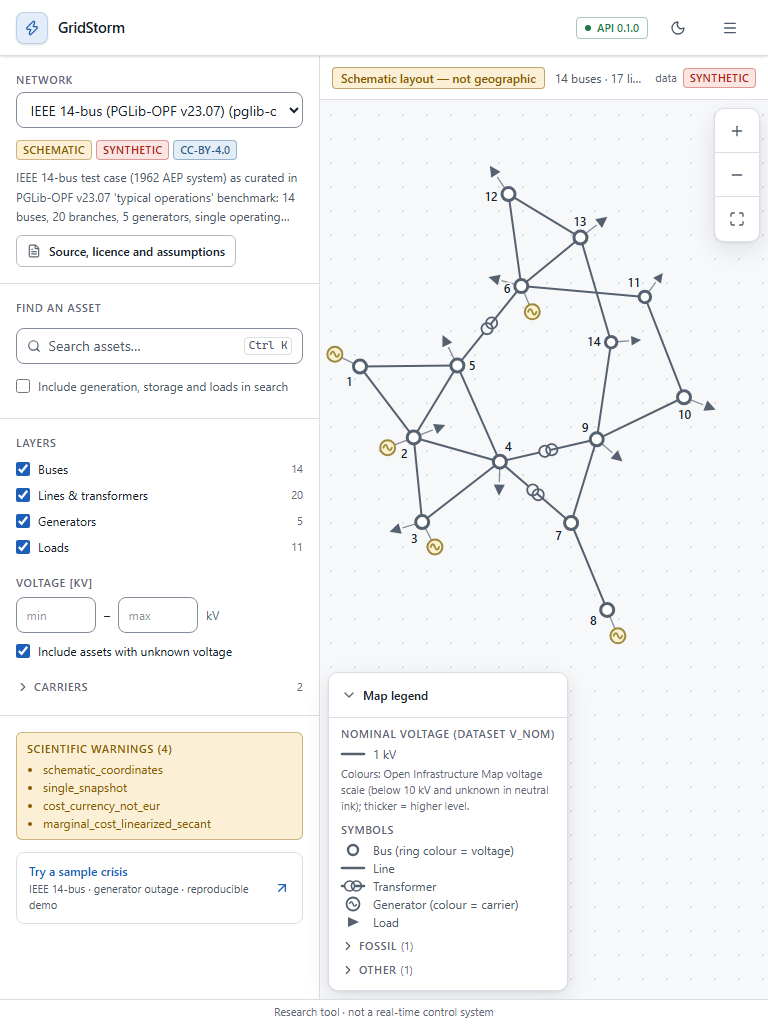 GridStorm
API 0.1.0
NETWORK
IEEE 14-bus (PGLib-OPF v23.07) (pglib-c
SCHEMATIC
SYNTHETIC
CC-BY-4.0
IEEE 14-bus test case (1962 AEP system) as curated in
PGLib-OPF v23.07 'typical operations' benchmark: 14
buses, 20 branches, 5 generators, single operating…
Source, licence and assumptions
FIND AN ASSET
Search assets...
Ctrl K
Include generation, storage and loads in search
LAYERS
Buses 14
Lines & transformers 20
Generators 5
Loads 11
VOLTAGE [KV]
min – max kV
Include assets with unknown voltage
CARRIERS 2
SCIENTIFIC WARNINGS (4)
schematic_coordinates
single_snapshot
cost_currency_not_eur
marginal_cost_linearized_secant
Try a sample crisis
IEEE 14-bus · generator outage · reproducible
demo
Schematic layout — not geographic
14 buses · 17 li…
data
SYNTHETIC
12
13
6
11
14
1
5
10
2
4
9
3
7
8
Map legend
NOMINAL VOLTAGE (DATASET V_NOM)
1 kV
Colours: Open Infrastructure Map voltage
scale (below 10 kV and unknown in neutral
ink); thicker = higher level.
SYMBOLS
Bus (ring colour = voltage)
Line
Transformer
Generator (colour = carrier)
Load
FOSSIL (1)
OTHER (1)
Research tool · not a real-time control system